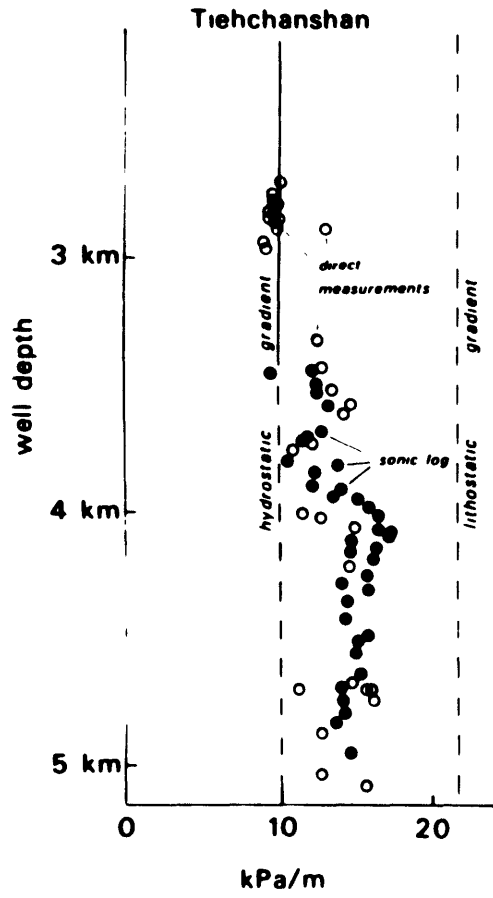 Tiehchanshan
3 km
direct
measurements
gradient
gradient
well depth
sonic log
hydrostatic
lithostatic
4 km
5 km
0
10
20
kPa/m